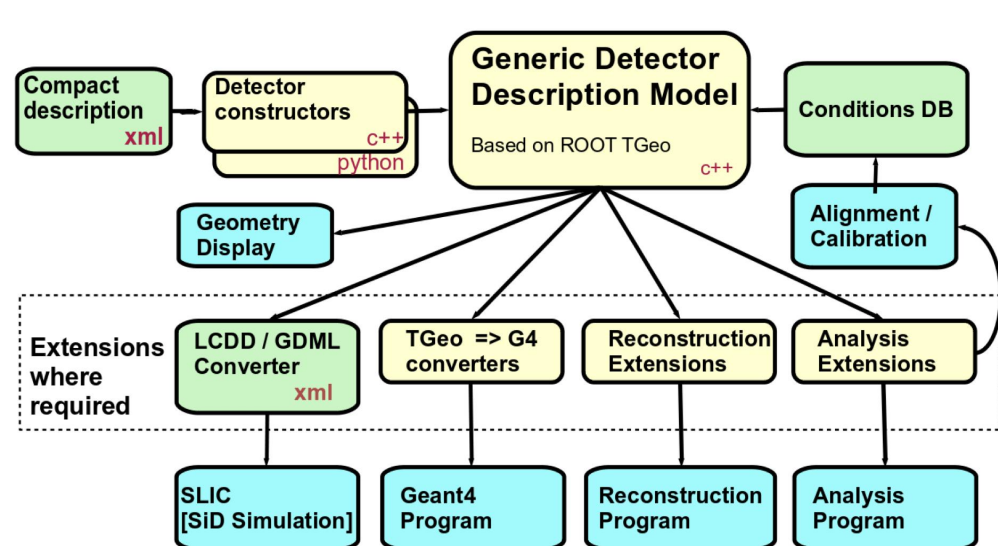 Compact
description
xml
Detector
constructors
c++
python
Generic Detector
Description Model
Based on ROOT TGeo
c++
Conditions DB
Geometry
Display
Alignment /
Calibration
Extensions
where
required
LCDD / GDML
Converter
xml
TGeo => G4
converters
Reconstruction
Extensions
Analysis
Extensions
SLIC
[SiD Simulation]
Geant4
Program
Reconstruction
Program
Analysis
Program